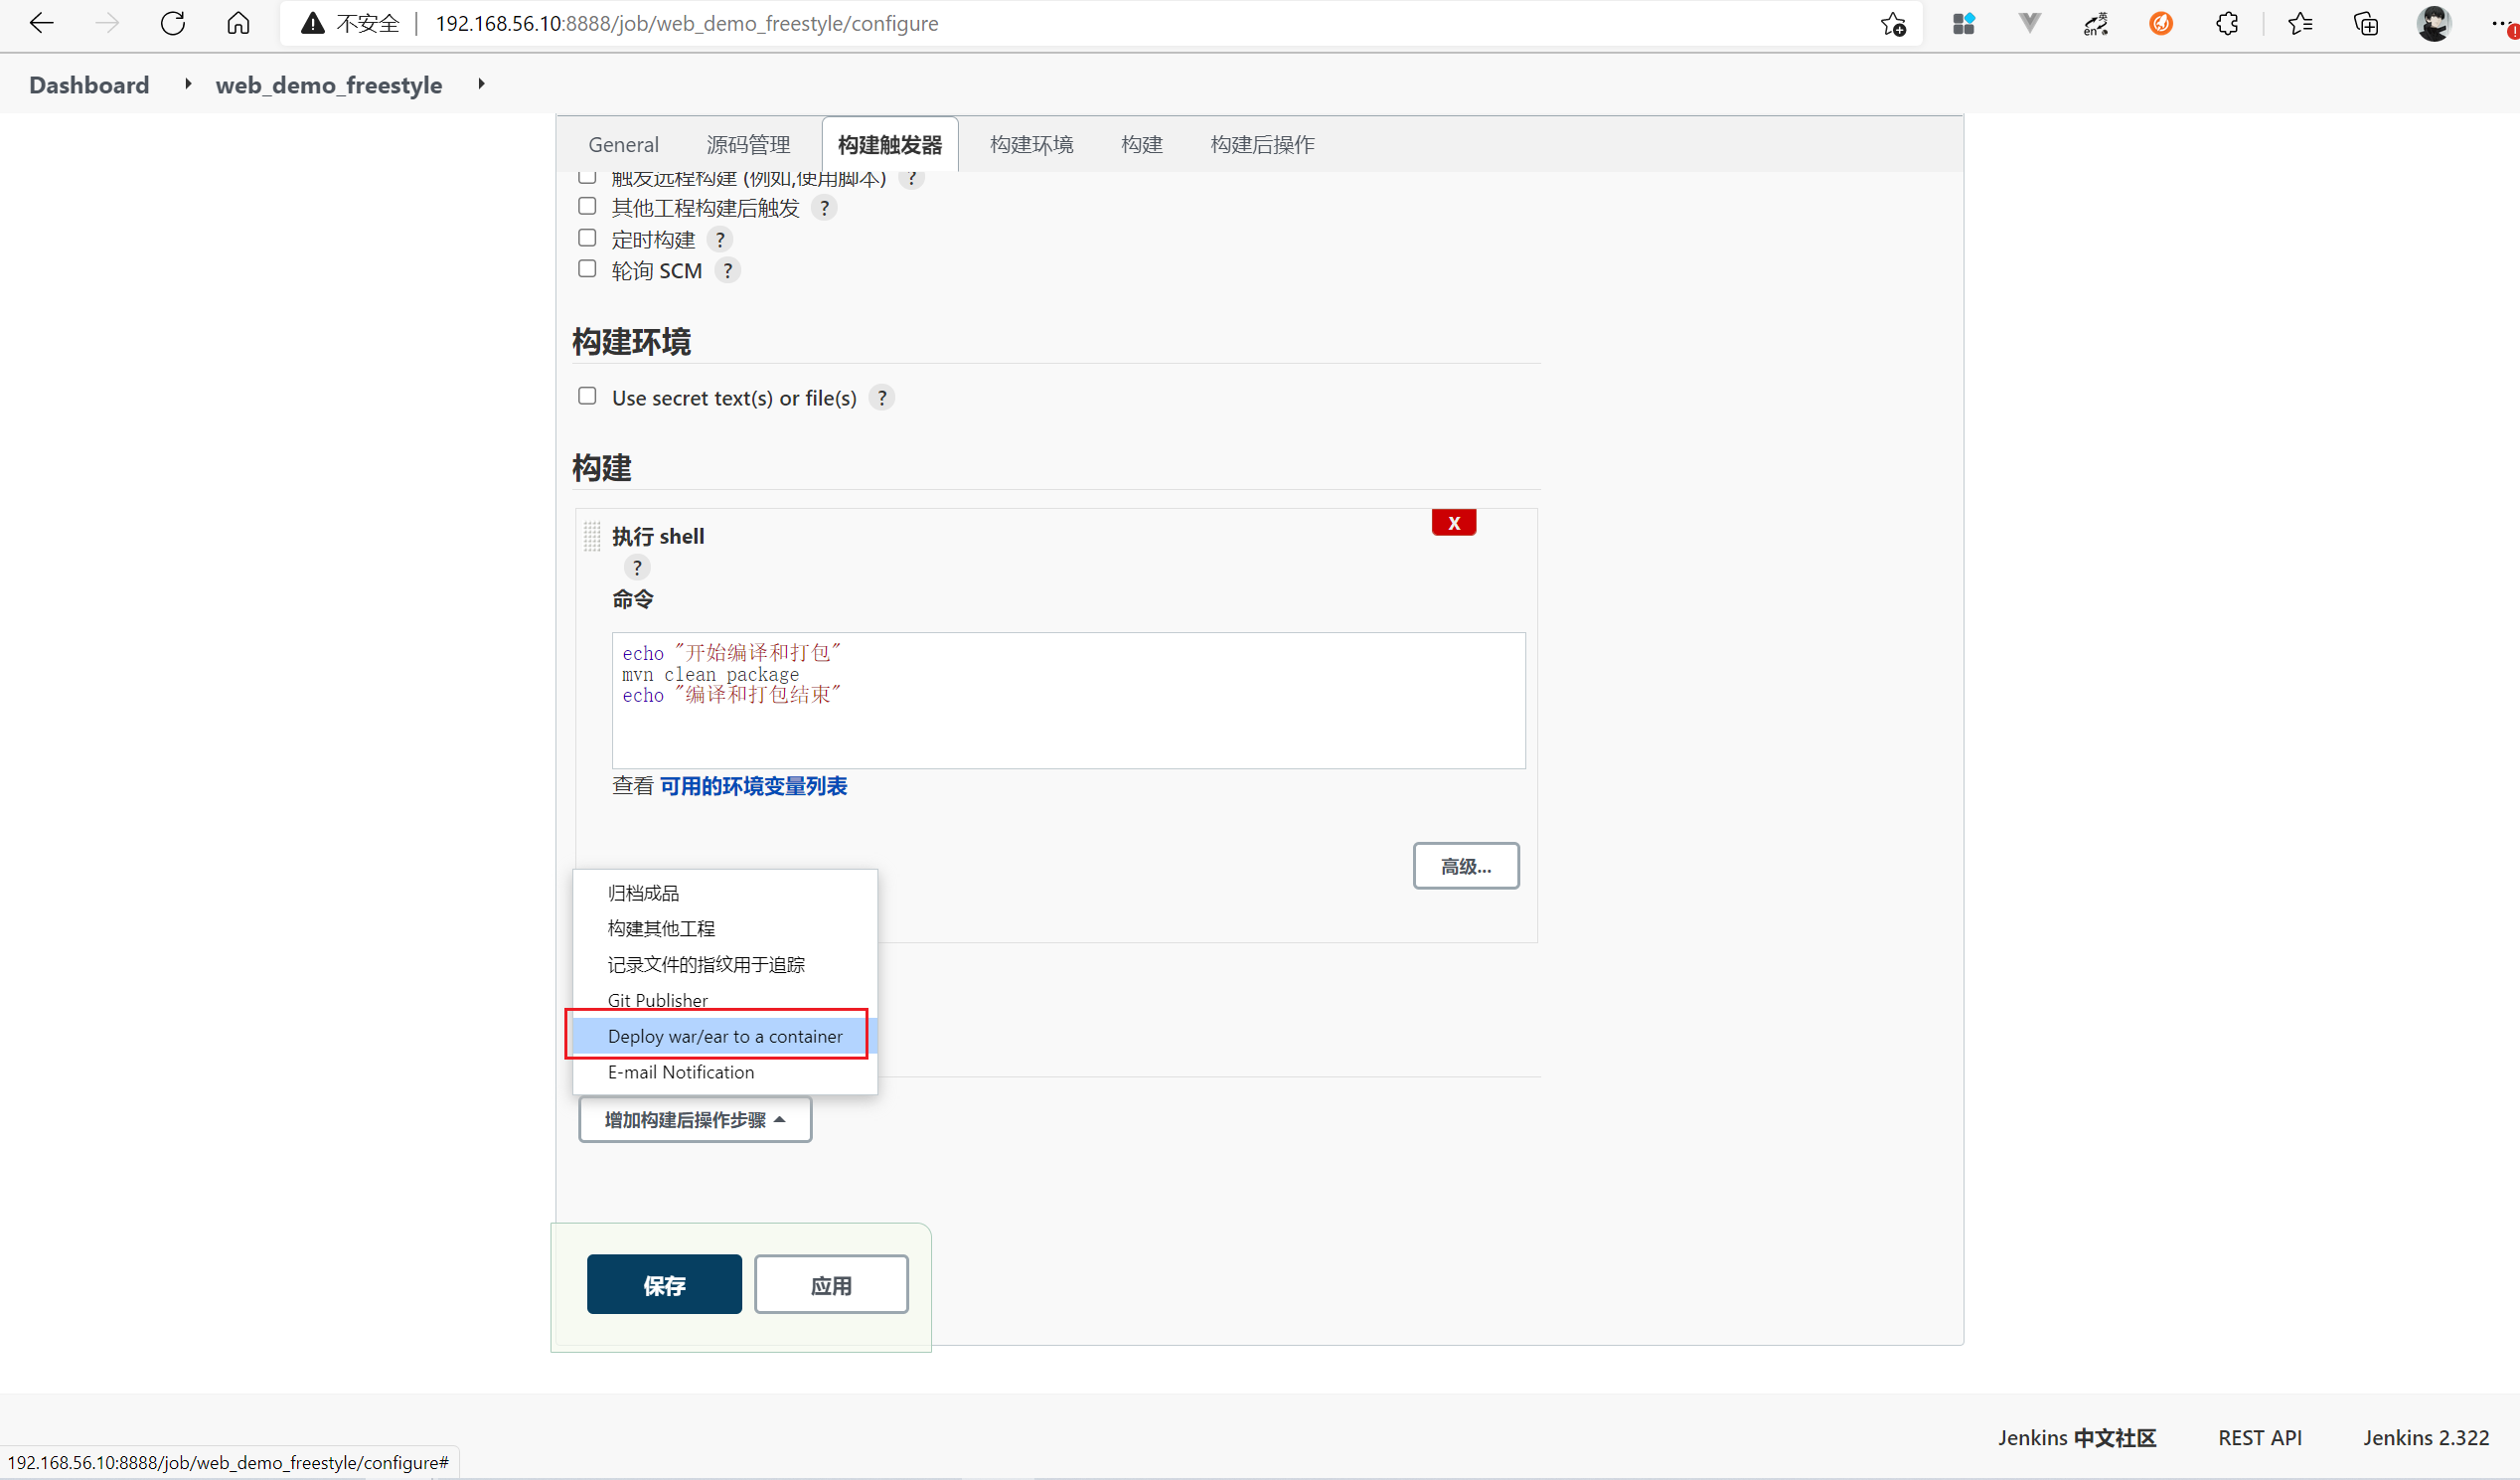 不安全 192.168.56.10:8888/job/web_demo_freestyle/configure
Dashboard web_demo_freestyle
General 源码管理 构建触发器 构建环境 构建 构建后操作
触发远程构建 (例如,使用脚本) ?
其他工程构建后触发 ?
定时构建 ?
轮询 SCM ?
构建环境
Use secret text(s) or file(s) ?
构建
X
执行 shell
?
命令
echo "开始编译和打包"
mvn clean package
echo "编译和打包结束"
查看 可用的环境变量列表
高级...
归档成品
构建其他工程
记录文件的指纹用于追踪
Git Publisher
Deploy war/ear to a container
E-mail Notification
增加构建后操作步骤
保存 应用
Jenkins 中文社区 REST API Jenkins 2.322
192.168.56.10:8888/job/web_demo_freestyle/configure#